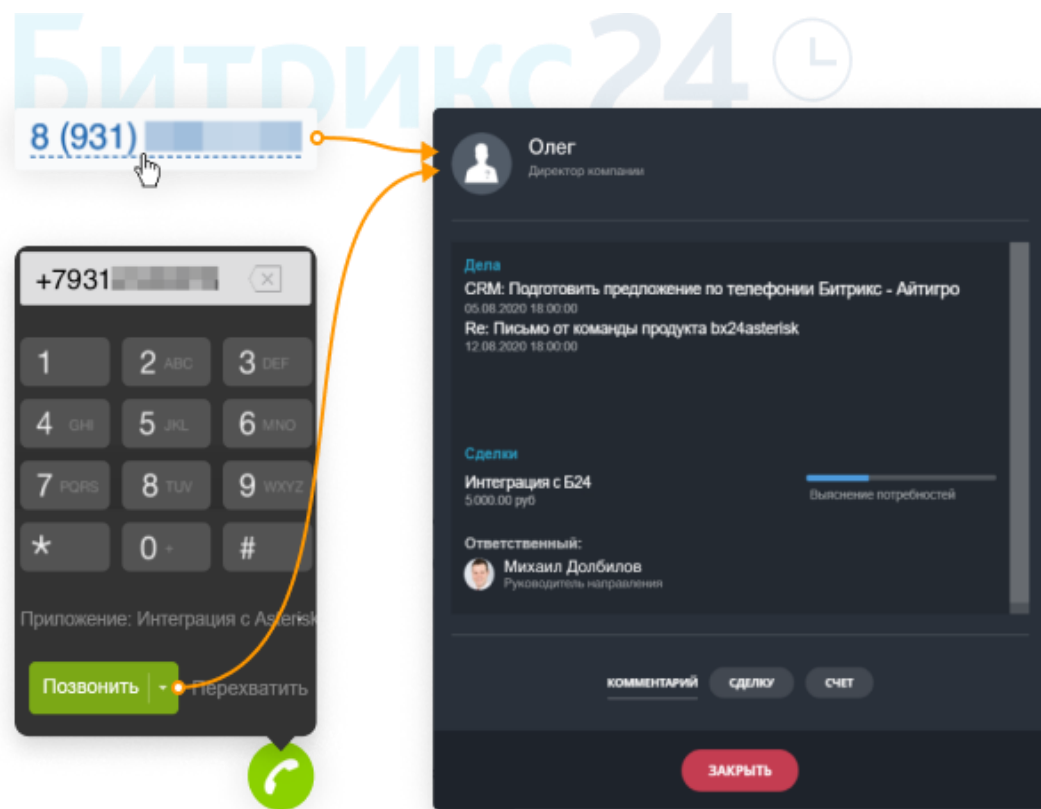 Битрикс24
8 (931)
+7931
1
2 ABC
3 DEF
4 GHI
5 JKL
6 MNO
7 PQRS
8 TUV
9 WXYZ
*
0 +
#
Приложение: Интеграция с Asterisk
Позвонить
Перехватить
Олег
Директор компании
Дела
CRM: Подготовить предложение по телефонии Битрикс - Айтигро
05.08.2020 18:00:00
Re: Письмо от команды продукта bx24asterisk
12.08.2020 18:00:00
Сделки
Интеграция с Б24
5.000.00 руб
Выяснение потребностей
Ответственный:
Михаил Долбилов
Руководитель направления
КОММЕНТАРИЙ СДЕЛКУ СЧЕТ
ЗАКРЫТЬ